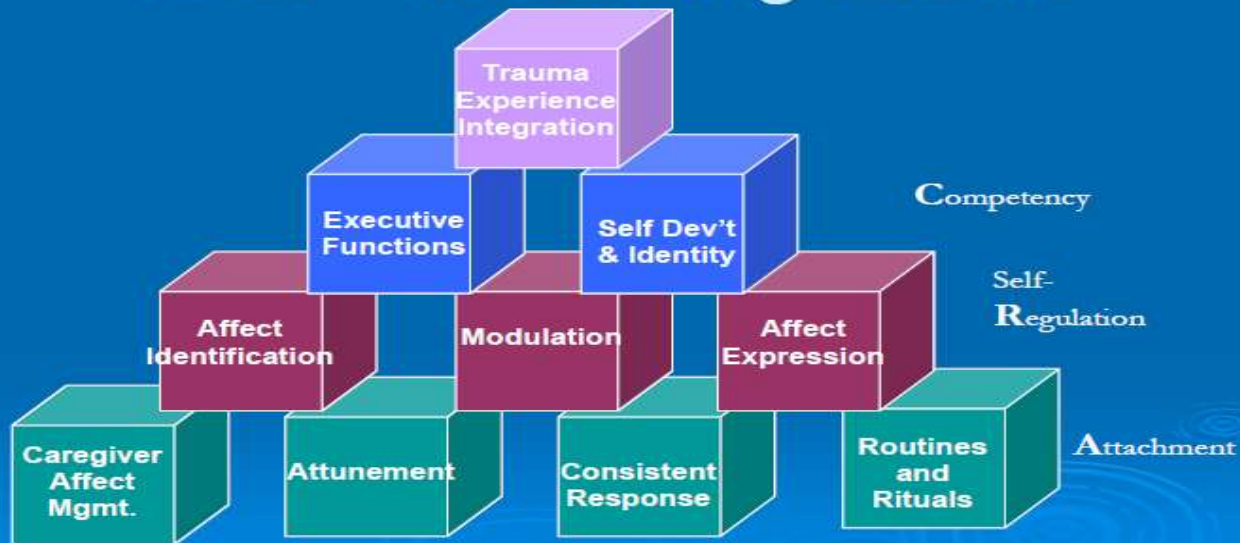 Trauma
Experience
Integration
Executive
Functions
Self Dev't
& Identity
Competency
Affect
Identification
Modulation
Affect
Expression
Self-
Regulation
Caregiver
Affect
Mgmt.
Attunement
Consistent
Response
Routines
and
Rituals
Attachment